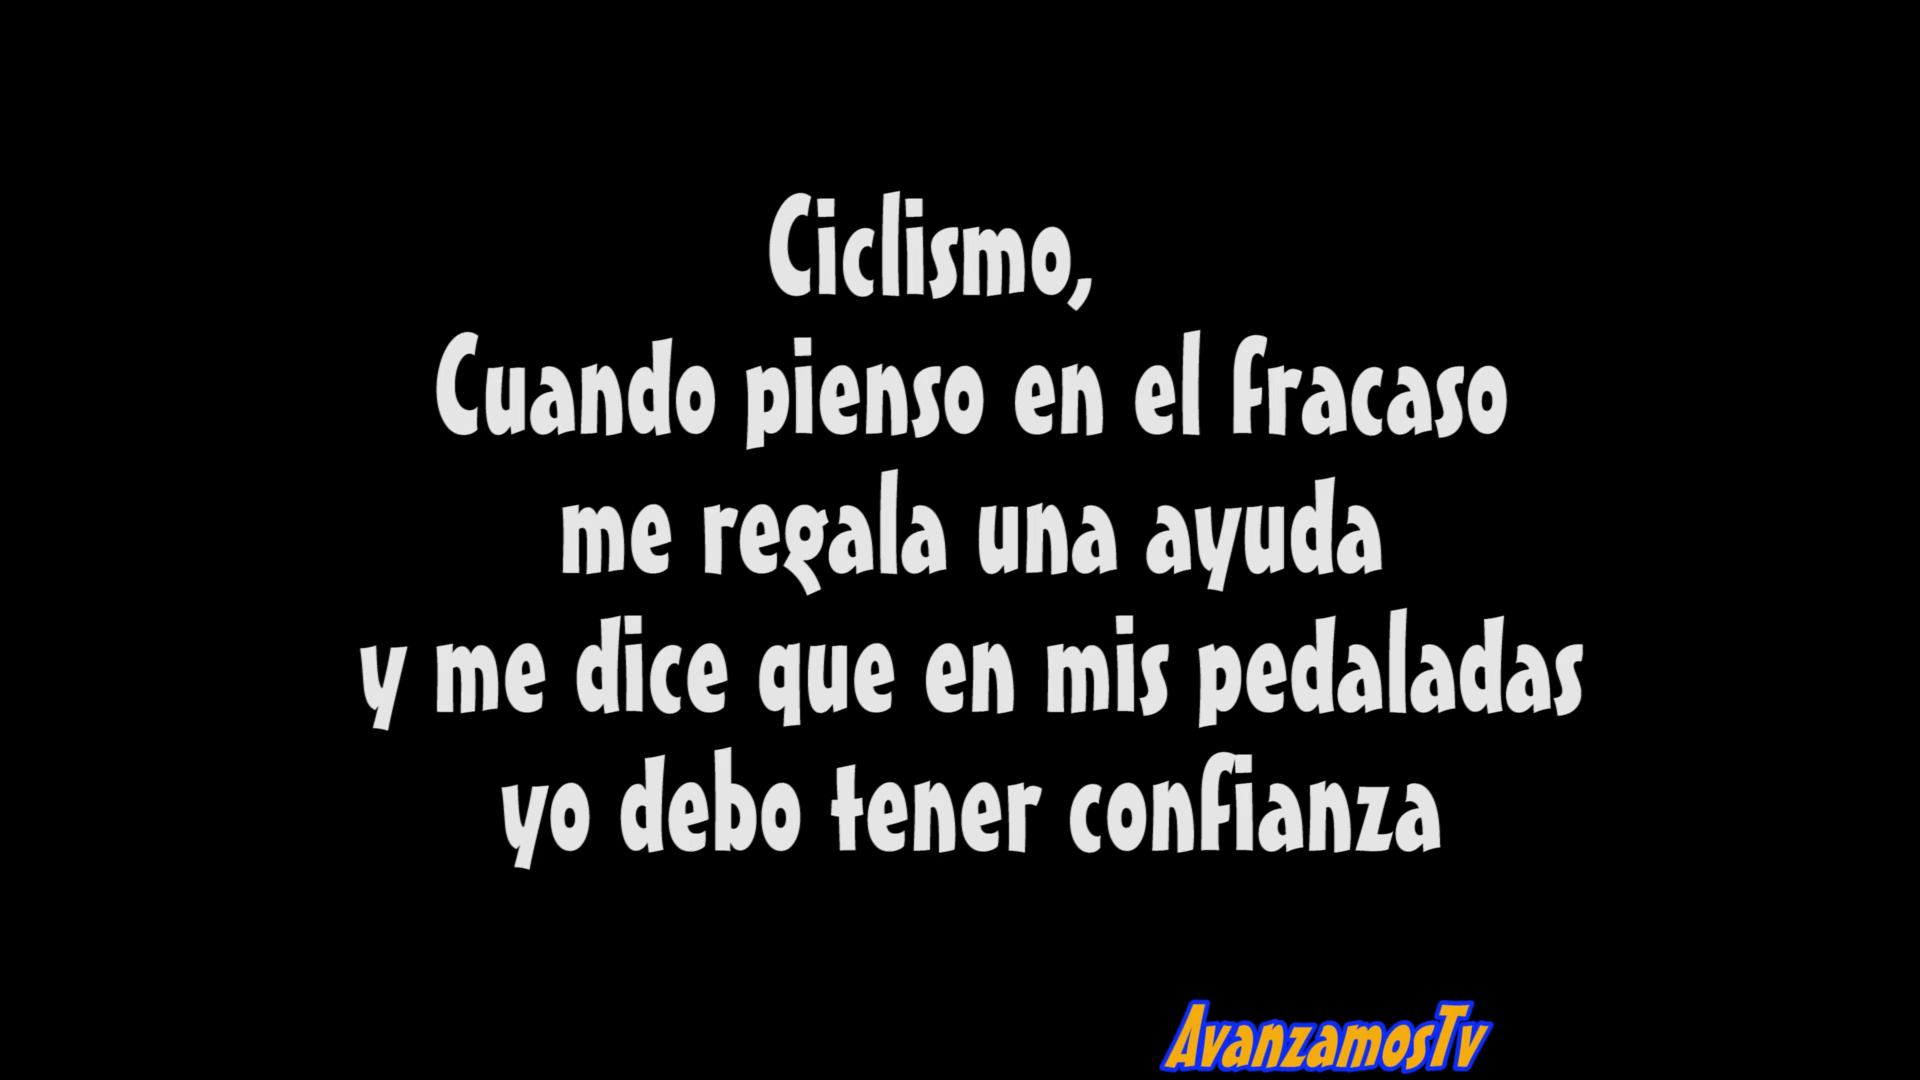 Ciclismo,
Cuando pienso en el fracaso
me regala una ayuda
y me dice que en mis pedaladas
yo debo tener confianza
AvanzamosTv